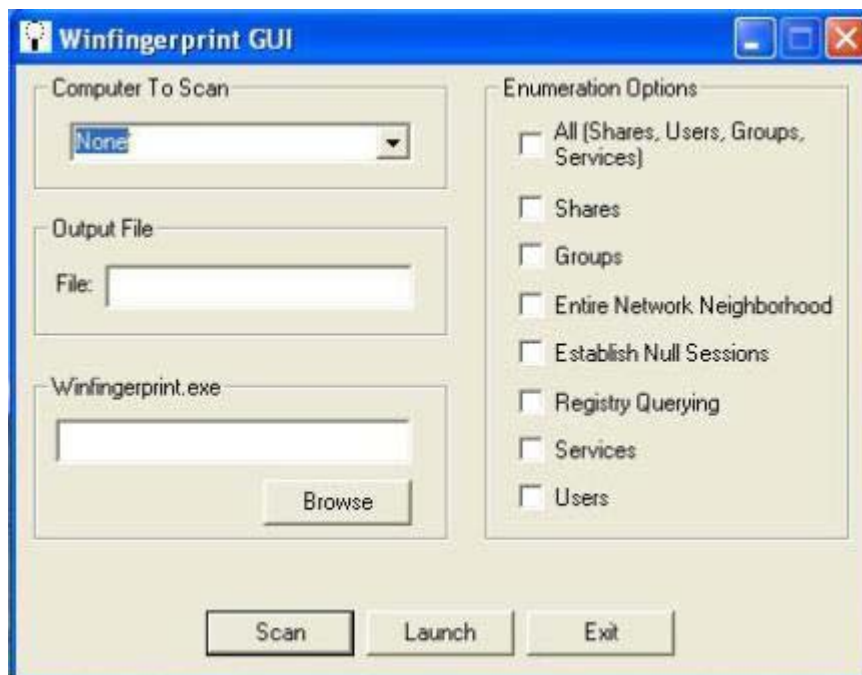 Winfingerprint GUI
Computer To Scan
None
Output File
File:
Winfingerprint.exe
Browse
Enumeration Options
All (Shares, Users, Groups,
Services)
Shares
Groups
Entire Network Neighborhood
Establish Null Sessions
Registry Querying
Services
Users
Scan
Launch
Exit